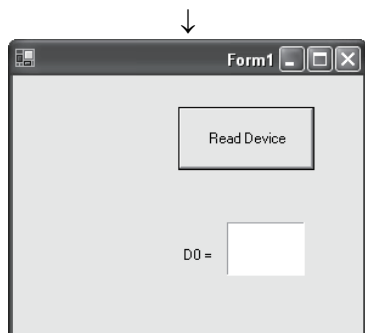 ↓
Form1
Read Device
D0 =